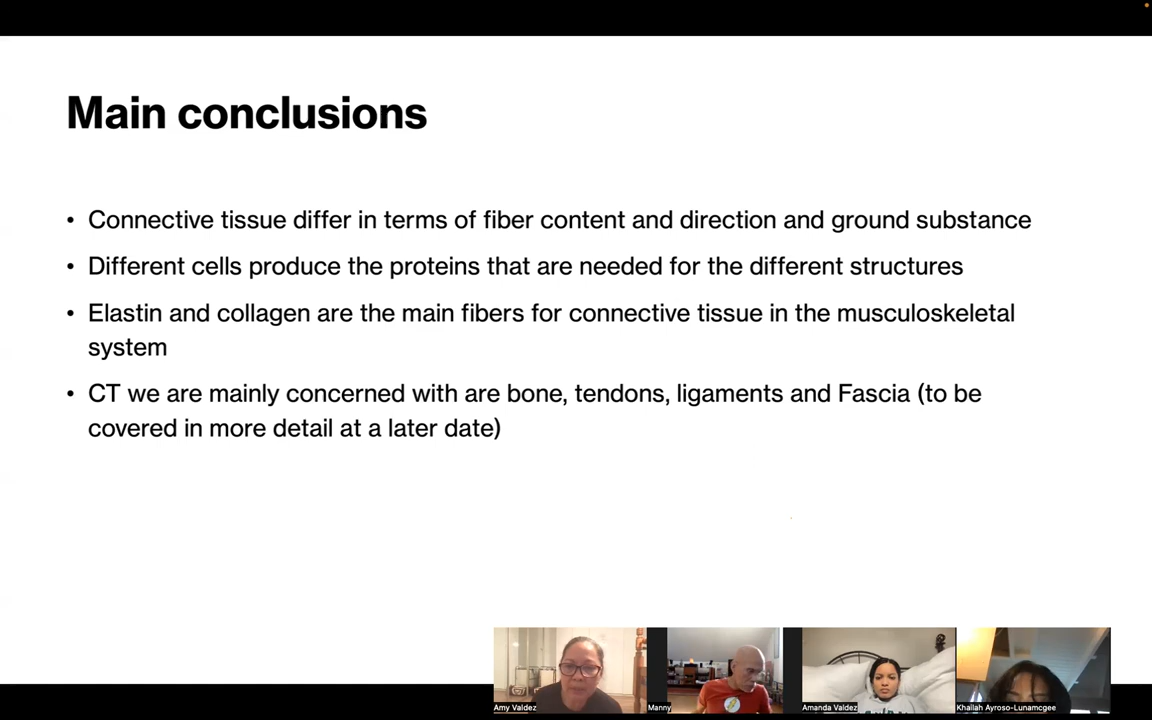 Main conclusions
• Connective tissue differ in terms of fiber content and direction and ground substance
• Different cells produce the proteins that are needed for the different structures
• Elastin and collagen are the main fibers for connective tissue in the musculoskeletal
system
• CT we are mainly concerned with are bone, tendons, ligaments and Fascia (to be
covered in more detail at a later date)
Amy Valdez
Manny
Amanda Valdez
Khailah Ayroso-Lunamcgee